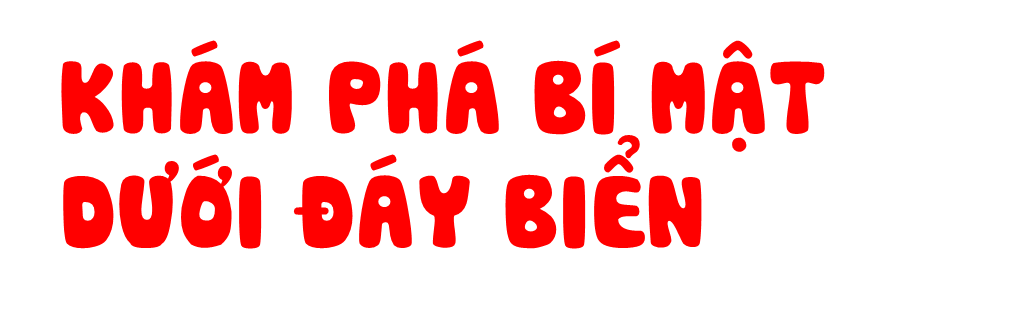 KHÁM PHÁ BÍ MẬT
DƯỚI ĐÁY BIỂN